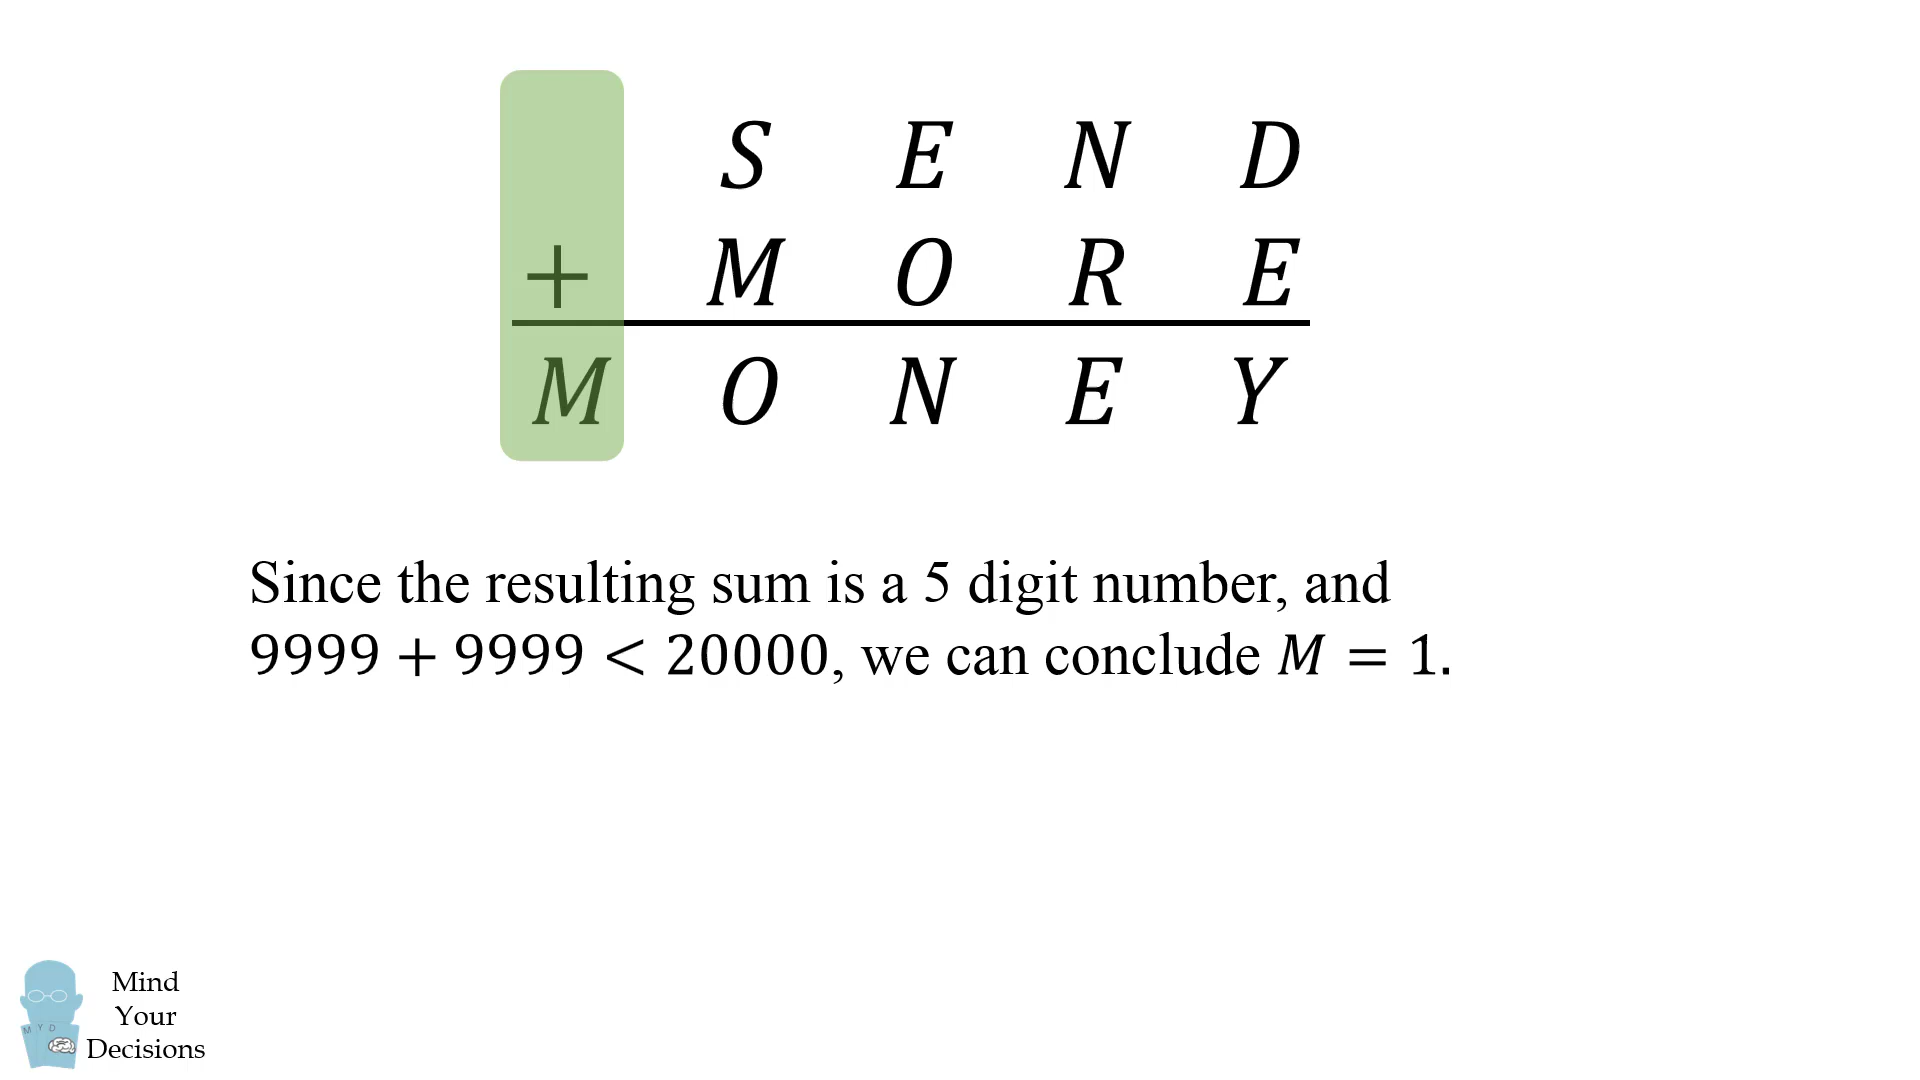 S E N D
+ M O R E
M O N E Y
Since the resulting sum is a 5 digit number, and
9999 + 9999 < 20000, we can conclude M = 1.
M Y D
Mind
Your
Decisions